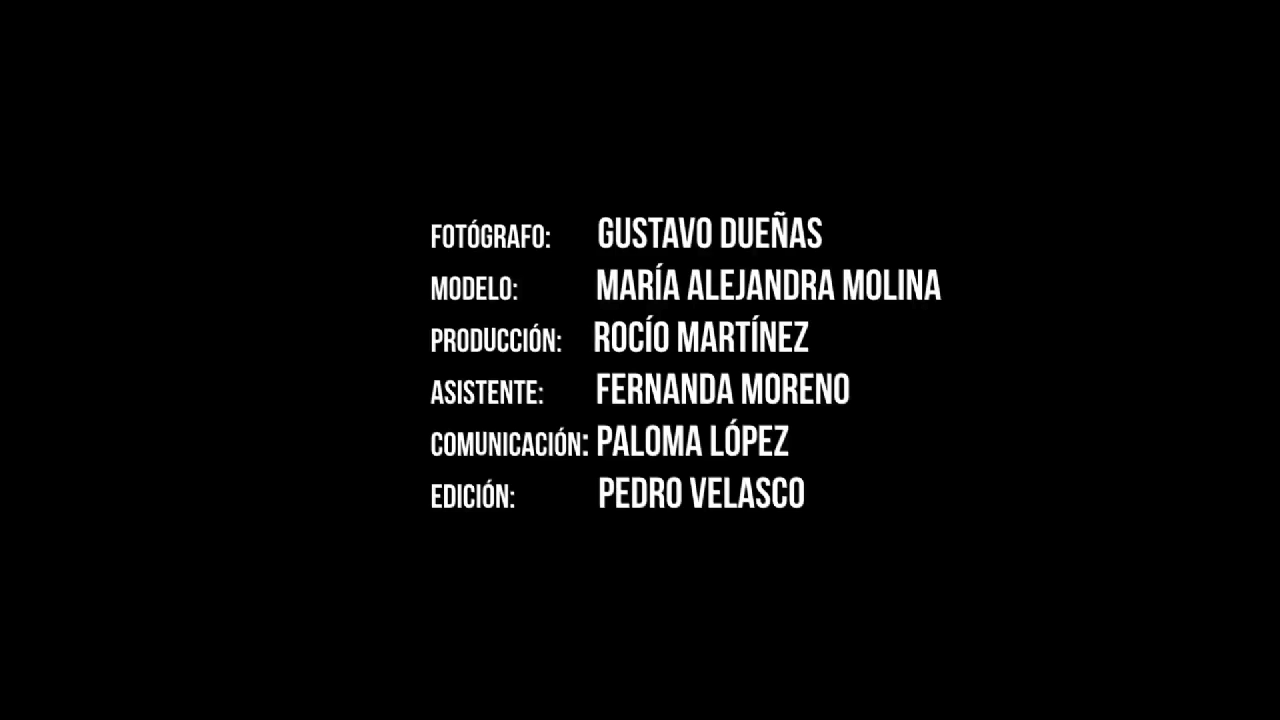 FOTÓGRAFO: GUSTAVO DUEÑAS
MODELO: MARÍA ALEJANDRA MOLINA
PRODUCCIÓN: ROCÍO MARTÍNEZ
ASISTENTE: FERNANDA MORENO
COMUNICACIÓN: PALOMA LÓPEZ
EDICIÓN: PEDRO VELASCO